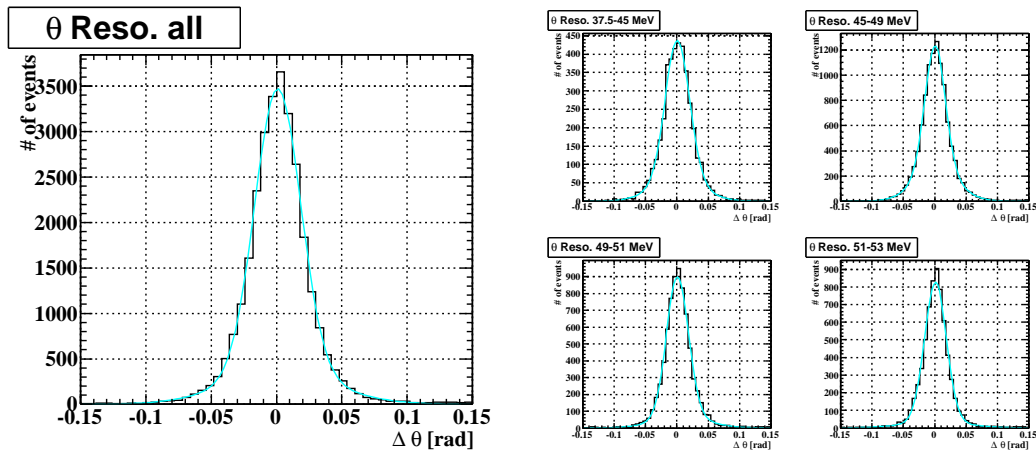 θ Reso. all
# of events
3500
3000
2500
2000
1500
1000
500
0
-0.15 -0.1 -0.05 0 0.05 0.1 0.15
Δ θ [rad]
θ Reso. 37.5-45 MeV
# of events
450
400
350
300
250
200
150
100
50
0
-0.15 -0.1 -0.05 0 0.05 0.1 0.15
Δ θ [rad]
θ Reso. 45-49 MeV
# of events
1200
1000
800
600
400
200
0
-0.15 -0.1 -0.05 0 0.05 0.1 0.15
Δ θ [rad]
θ Reso. 49-51 MeV
# of events
900
800
700
600
500
400
300
200
100
0
-0.15 -0.1 -0.05 0 0.05 0.1 0.15
Δ θ [rad]
θ Reso. 51-53 MeV
# of events
900
800
700
600
500
400
300
200
100
0
-0.15 -0.1 -0.05 0 0.05 0.1 0.15
Δ θ [rad]